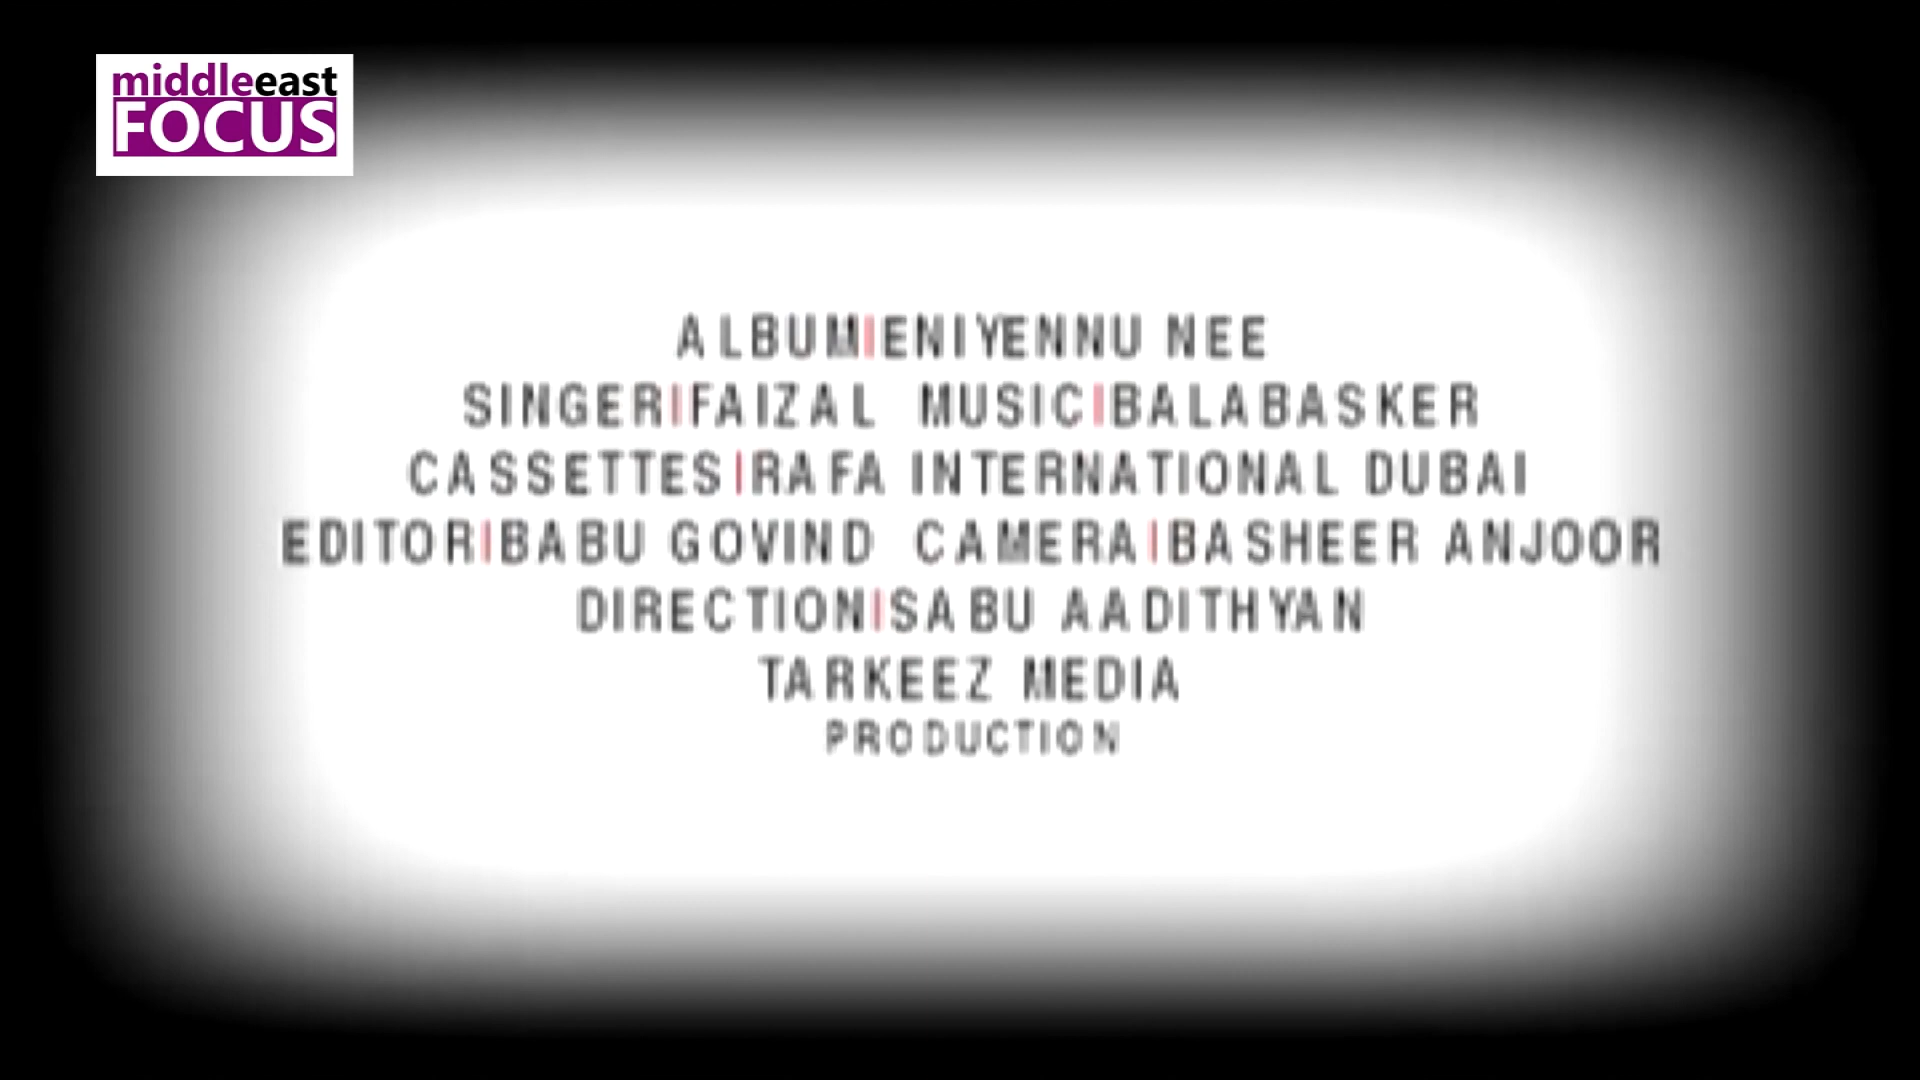 middleeast
FOCUS
ALBUM|ENIYENNU NEE
SINGER|FAIZAL MUSIC|BALABASKER
CASSETTES|RAFA INTERNATIONAL DUBAI
EDITOR|BABU GOVIND CAMERA|BASHEER ANJOOR
DIRECTION|SABU AADITHYAN
TARKEEZ MEDIA
PRODUCTION